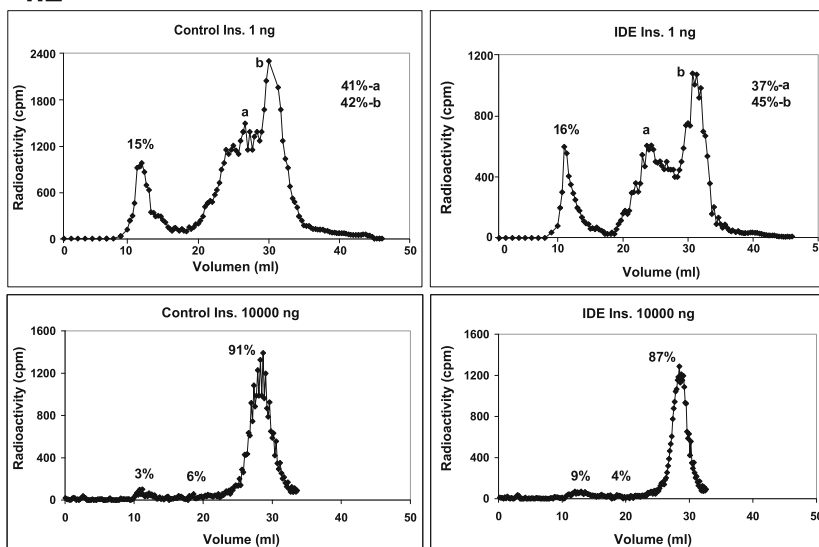 Control Ins. 1 ng
Radioactivity (cpm)
2400
1800
1200
600
0
15%
a
b
41%-a
42%-b
0 10 20 30 40 50
Volumen (ml)
IDE Ins. 1 ng
Radioactivity (cpm)
1200
800
400
0
16%
a
b
37%-a
45%-b
0 10 20 30 40 50
Volume (ml)
Control Ins. 10000 ng
Radioactivity (cpm)
1600
1200
800
400
0
3%
6%
91%
0 10 20 30 40 50
Volume (ml)
IDE Ins. 10000 ng
Radioactivity (cpm)
1600
1200
800
400
0
9%
4%
87%
0 10 20 30 40 50
Volume (ml)